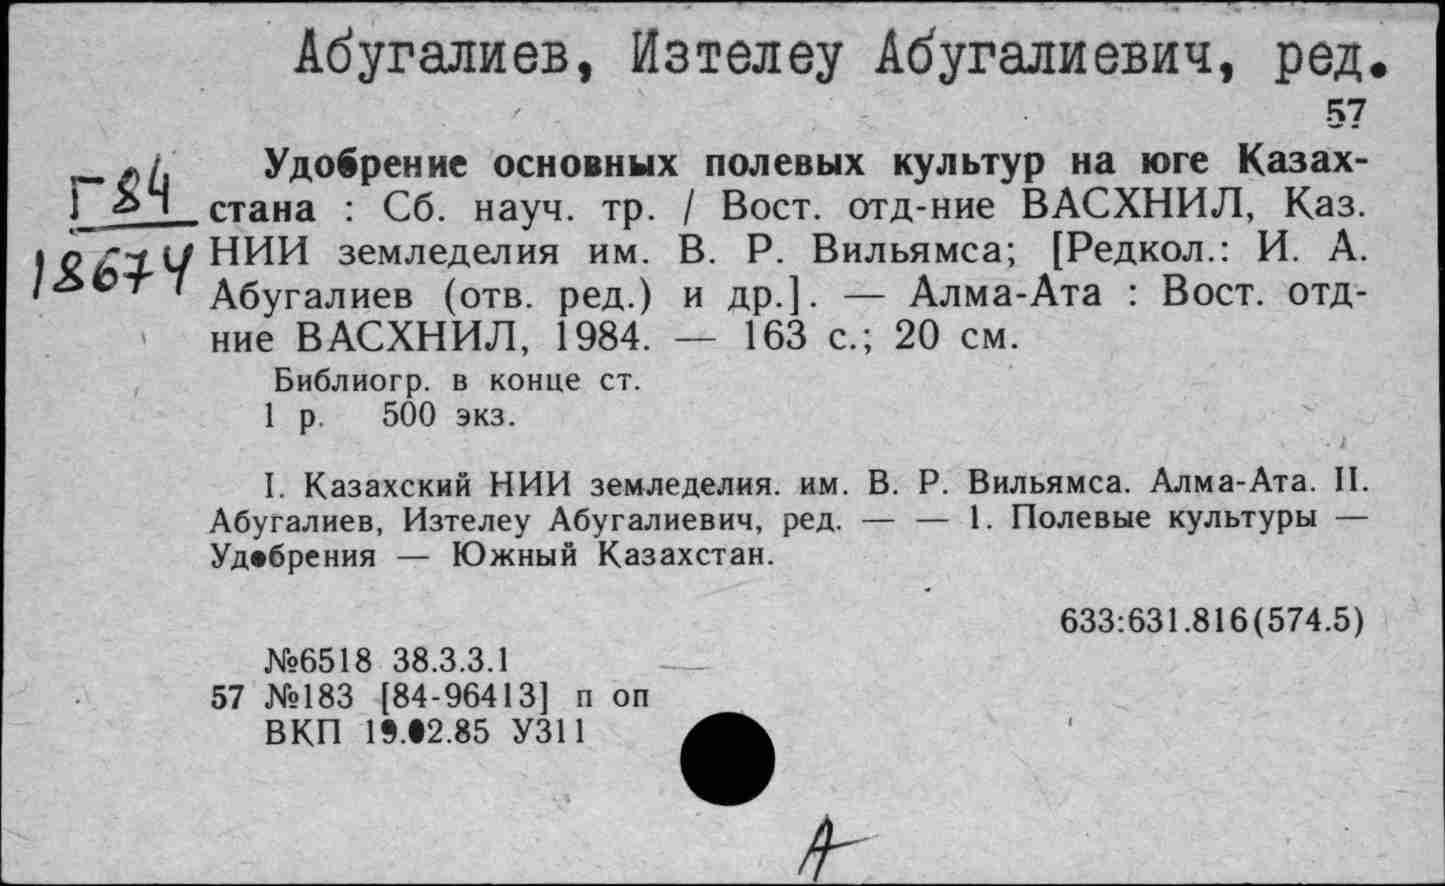 Абугалиев, Изтелеу Абугалиевич, ред.
57
Удобрение основных полевых культур на юге Казах-
Г84
стана : Сб. науч. тр. / Вост. отд-ние ВАСХНИЛ, Каз.
18674
НИИ земледелия им. В. Р. Вильямса; [Редкол.: И. А.
Абугалиев (отв. ред.) и др.]. — Алма-Ата : Вост. отд-
ние ВАСХНИЛ, 1984. — 163 с.; 20 см.
Библиогр. в конце ст.
1 р. 500 экз.
I. Казахский НИИ земледелия. им. В. Р. Вильямса. Алма-Ата. II.
Абугалиев, Изтелеу Абугалиевич, ред. — — 1. Полевые культуры —
Удобрения — Южный Казахстан.
633:631.816(574.5)
№6518 38.3.3.1
57 №183 [84-96413] п оп
ВКП 19.02.85 У311
А